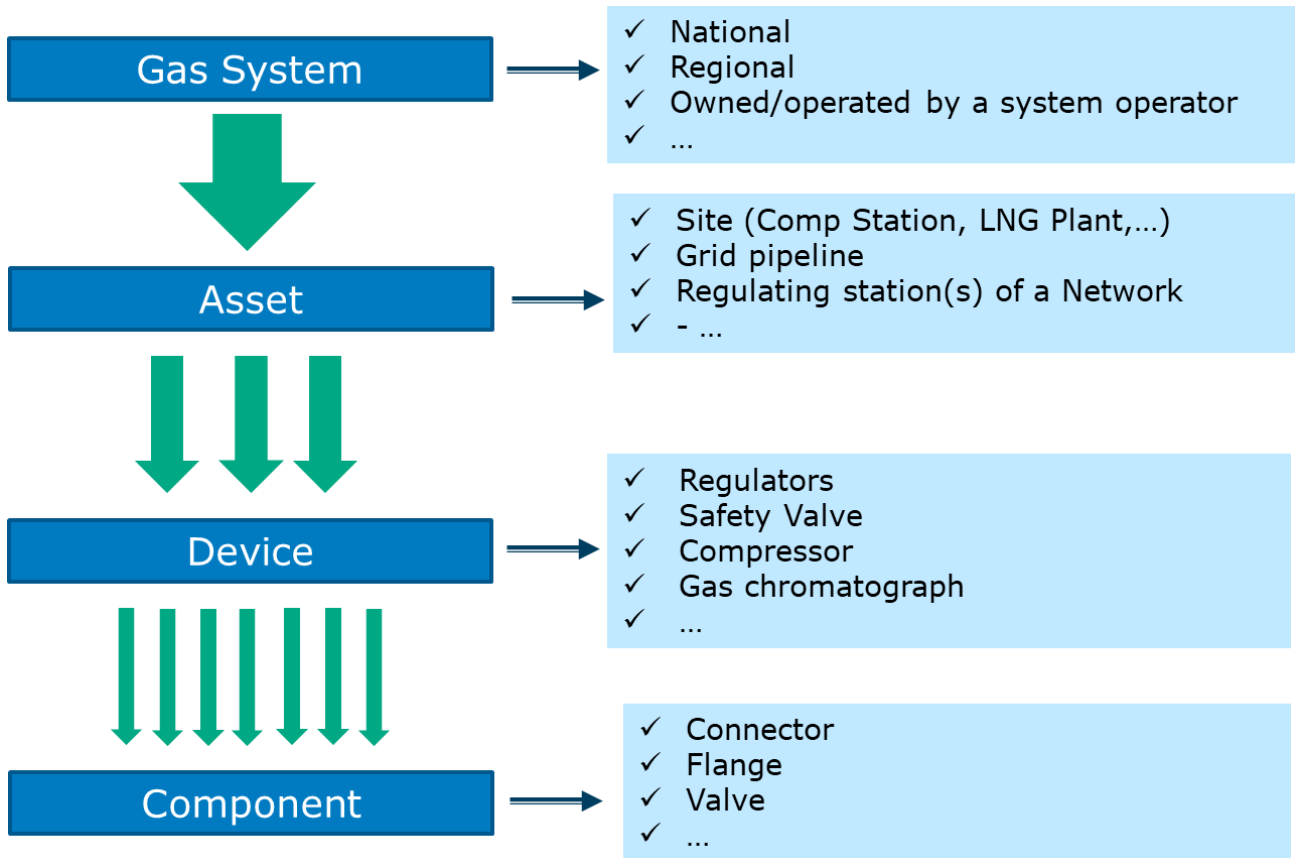 Gas System
✓ National
✓ Regional
✓ Owned/operated by a system operator
✓ ...
Asset
✓ Site (Comp Station, LNG Plant,...)
✓ Grid pipeline
✓ Regulating station(s) of a Network
✓ - ...
Device
✓ Regulators
✓ Safety Valve
✓ Compressor
✓ Gas chromatograph
✓ ...
Component
✓ Connector
✓ Flange
✓ Valve
✓ ...